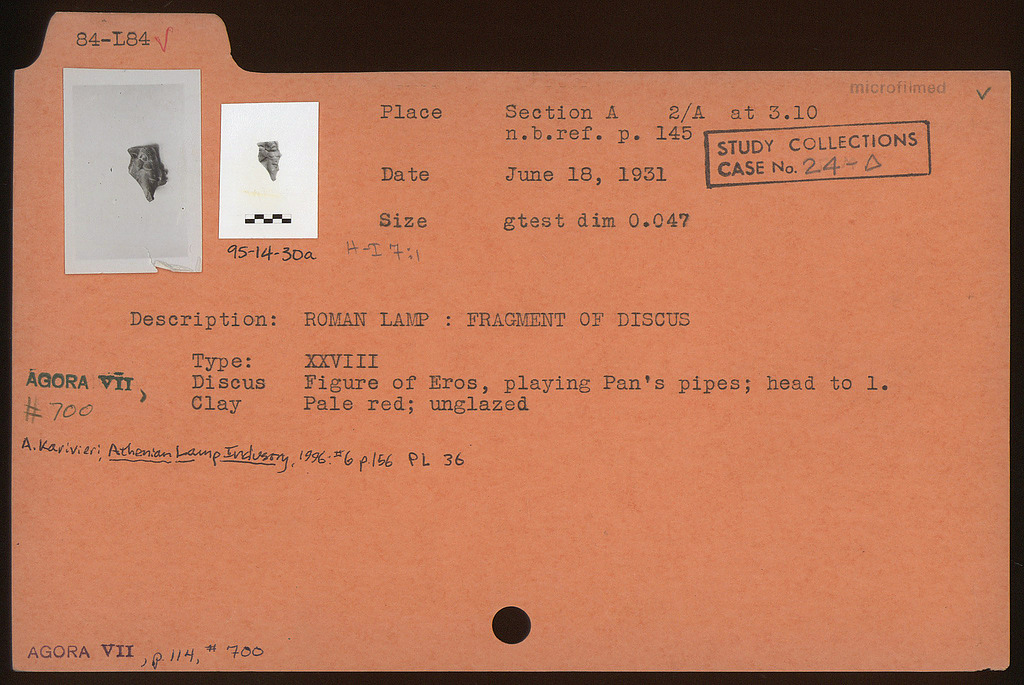 84-L84 ✓
microfilmed ✓
Place Section A 2/A at 3.10
n.b.ref. p. 145
STUDY COLLECTIONS
CASE No. 24-Δ
Date June 18, 1931
Size gtest dim 0.047
95-14-30a
H-I 7:1
Description: ROMAN LAMP : FRAGMENT OF DISCUS
Type: XXVIII
Discus Figure of Eros, playing Pan's pipes; head to l.
Clay Pale red; unglazed
AGORA VII,
# 700
A. Karivieri; Athenian Lamp Industry, 1996: #6 p.156 PL 36
AGORA VII, p. 114, # 700